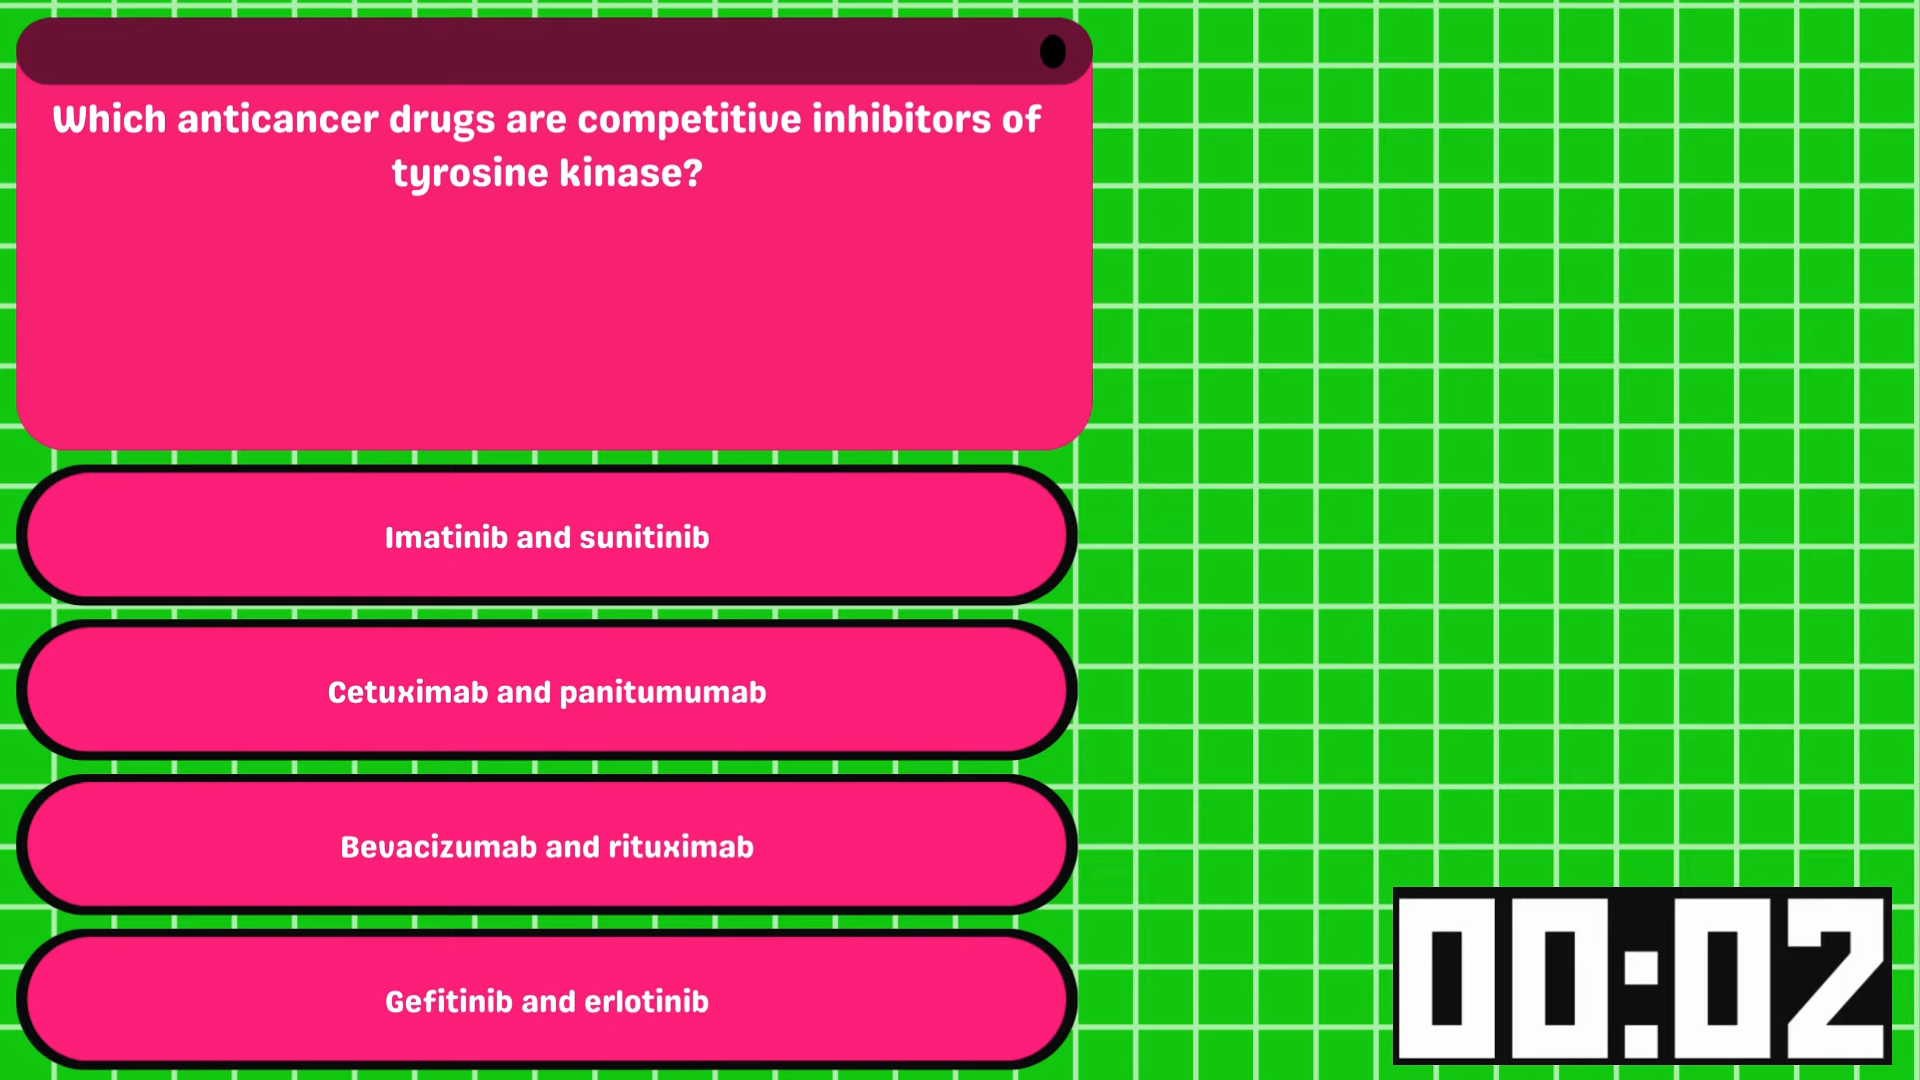 Which anticancer drugs are competitive inhibitors of
tyrosine kinase?
Imatinib and sunitinib
Cetuximab and panitumumab
Bevacizumab and rituximab
Gefitinib and erlotinib
00:02